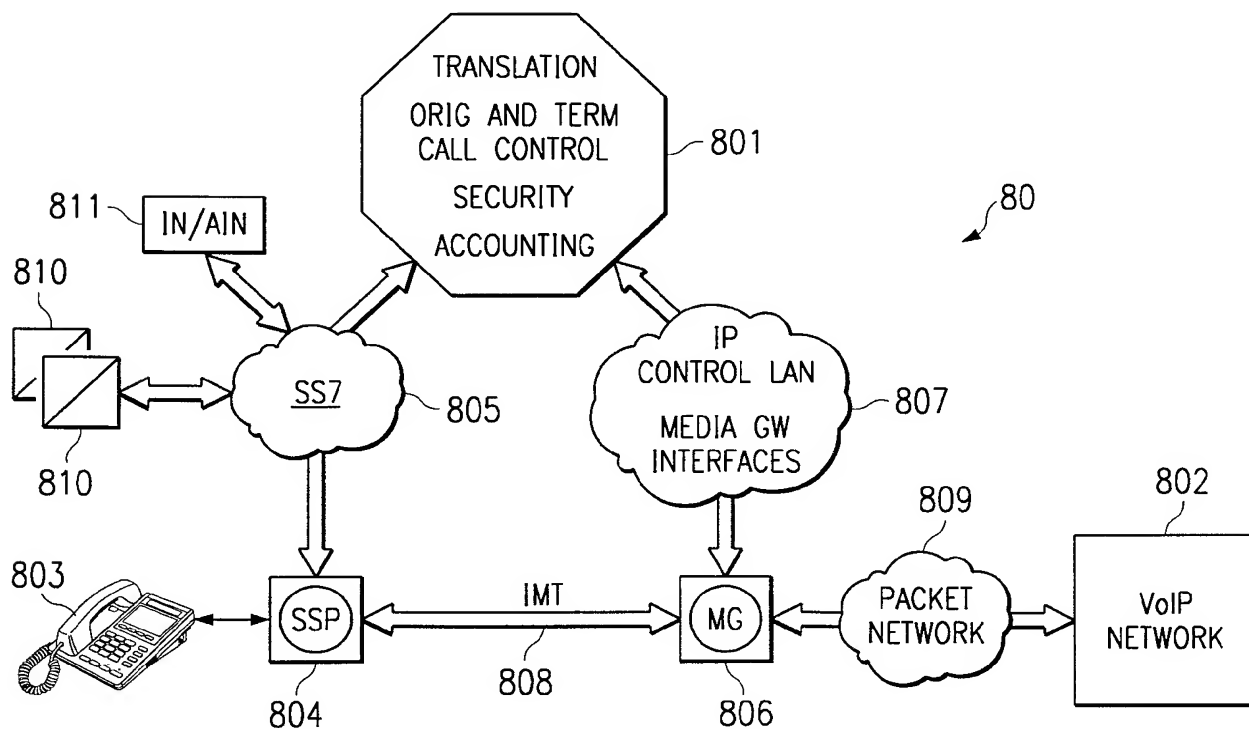 TRANSLATION
ORIG AND TERM
CALL CONTROL
SECURITY
ACCOUNTING
801
80
811
IN/AIN
810
810
SS7
805
IP
CONTROL LAN
MEDIA GW
INTERFACES
807
803
SSP
804
IMT
808
MG
806
809
PACKET
NETWORK
802
VoIP
NETWORK